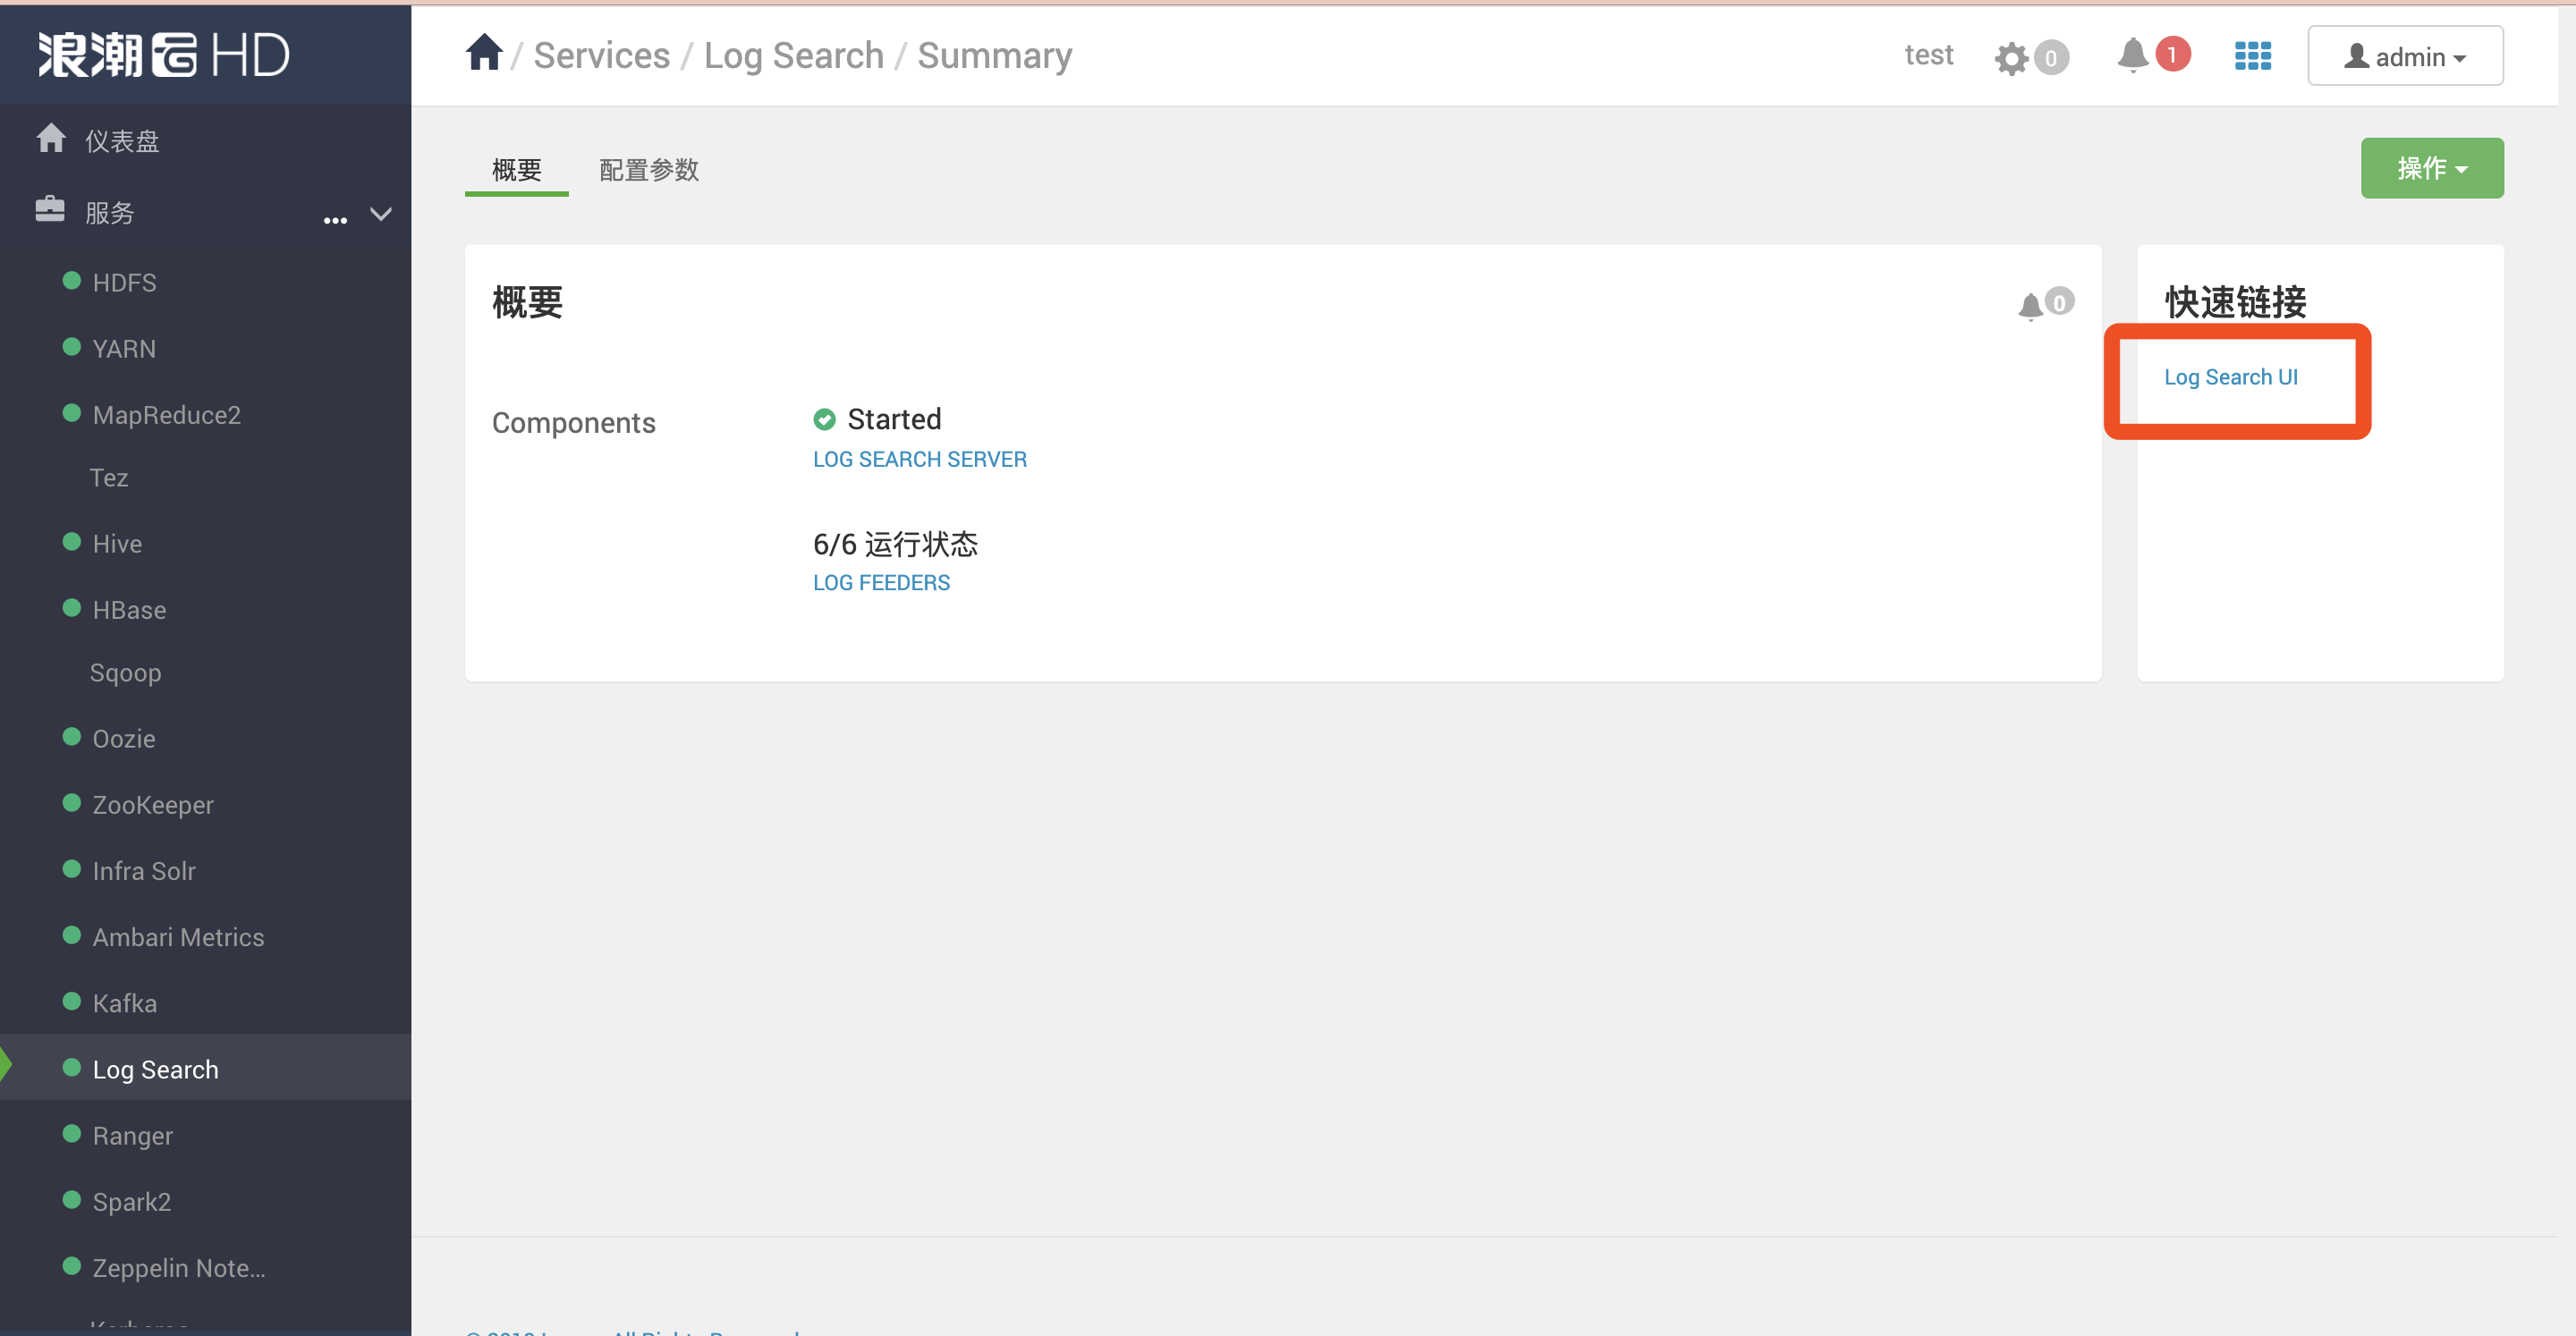 浪潮 HD
Services / Log Search / Summary
test
0
1
admin
仪表盘
服务
HDFS
YARN
MapReduce2
Tez
Hive
HBase
Sqoop
Oozie
ZooKeeper
Infra Solr
Ambari Metrics
Kafka
Log Search
Ranger
Spark2
Zeppelin Note...
概要
配置参数
操作
概要
0
Components
Started
LOG SEARCH SERVER
6/6 运行状态
LOG FEEDERS
快速链接
Log Search UI